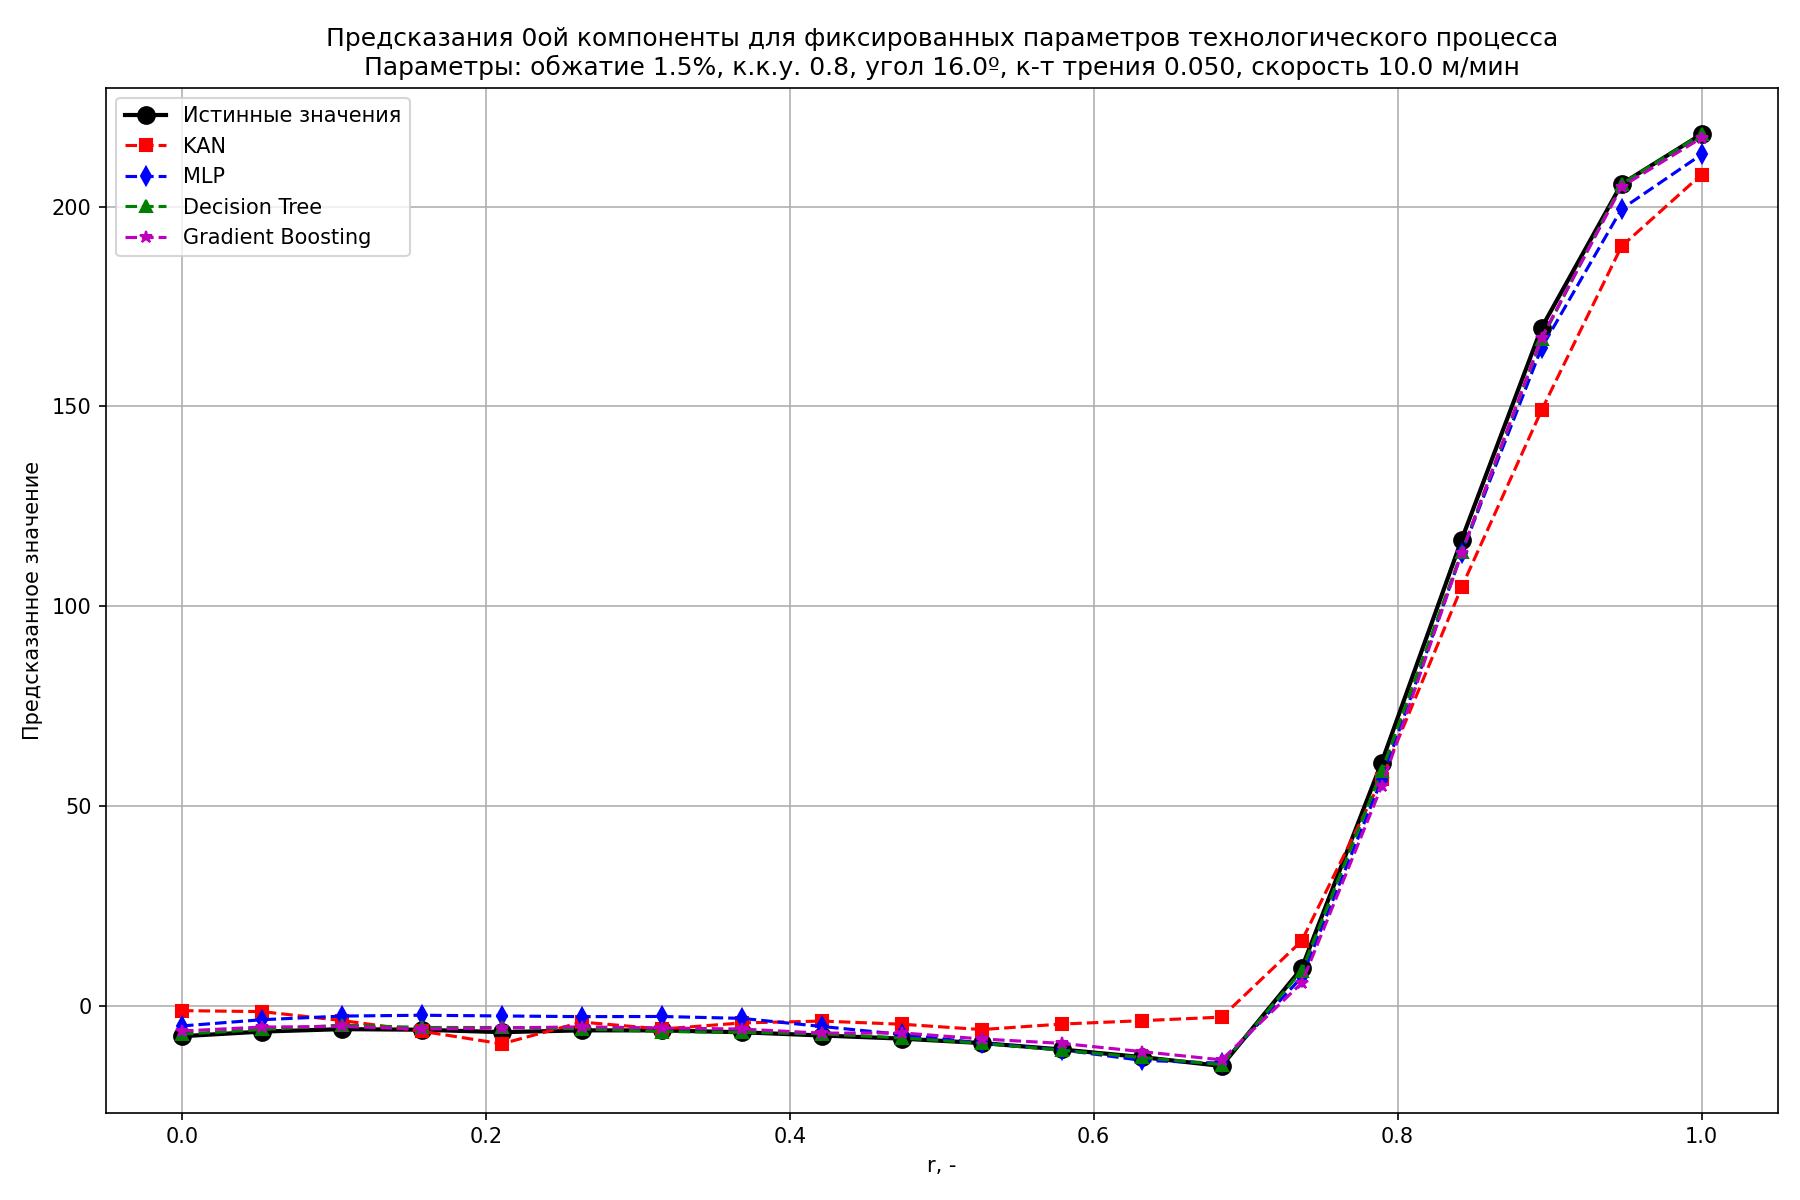 Предсказания 0ой компоненты для фиксированных параметров технологического процесса
Параметры: обжатие 1.5%, к.к.у. 0.8, угол 16.0º, к-т трения 0.050, скорость 10.0 м/мин
Истинные значения
KAN
MLP
Decision Tree
Gradient Boosting
Предсказанное значение
200
150
100
50
0
0.0
0.2
0.4
0.6
0.8
1.0
r, -